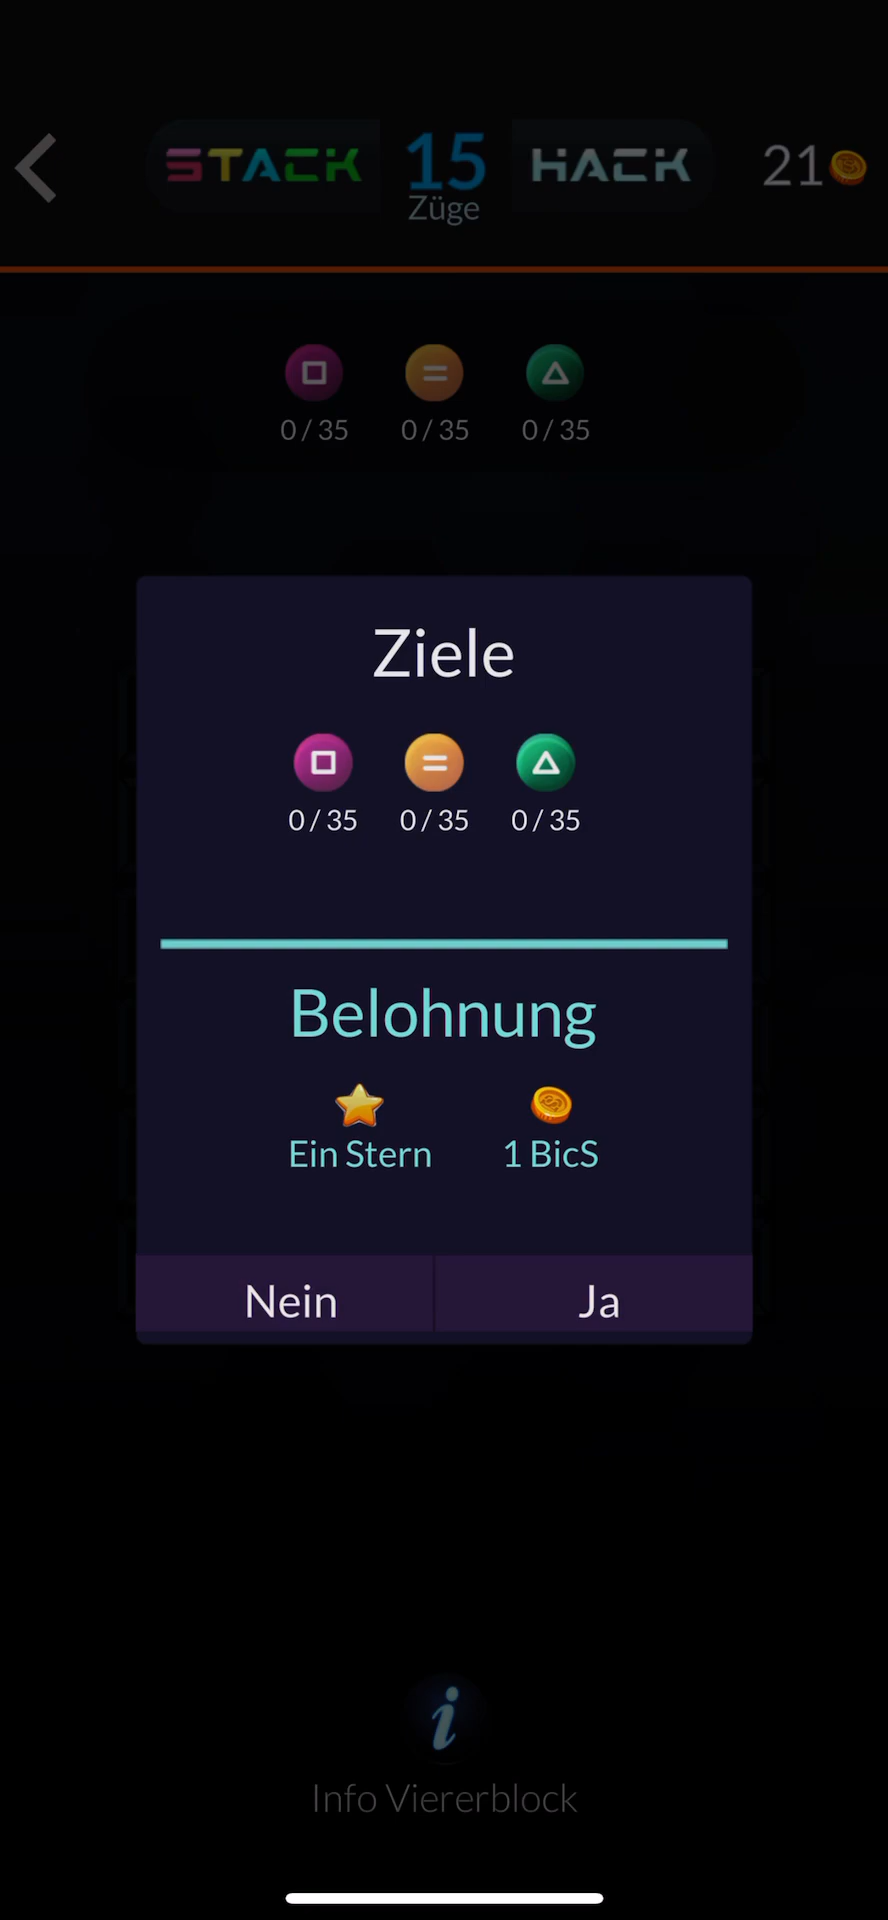 STACK 15 HACK 21
Züge
0 / 35 0 / 35 0 / 35
Ziele
0 / 35 0 / 35 0 / 35
Belohnung
Ein Stern 1 BicS
Nein Ja
i
Info Viererblock